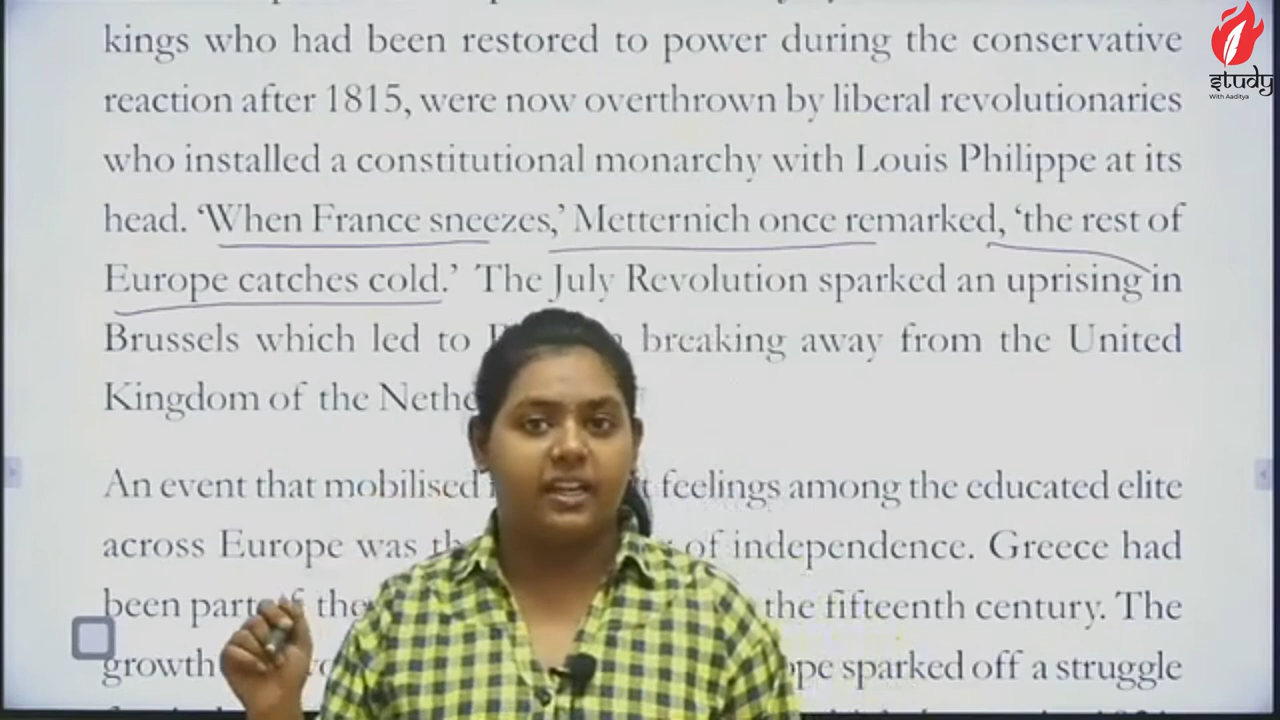 kings who had been restored to power during the conservative
reaction after 1815, were now overthrown by liberal revolutionaries
who installed a constitutional monarchy with Louis Philippe at its
head. ‘When France sneezes,’ Metternich once remarked, ‘the rest of
Europe catches cold.’ The July Revolution sparked an uprising in
Brussels which led to breaking away from the United
Kingdom of the
An event that mobilised feelings among the educated elite
across Europe was of independence. Greece had
been part of the fifteenth century. The
growth sparked off a struggle
study
With Aaditya